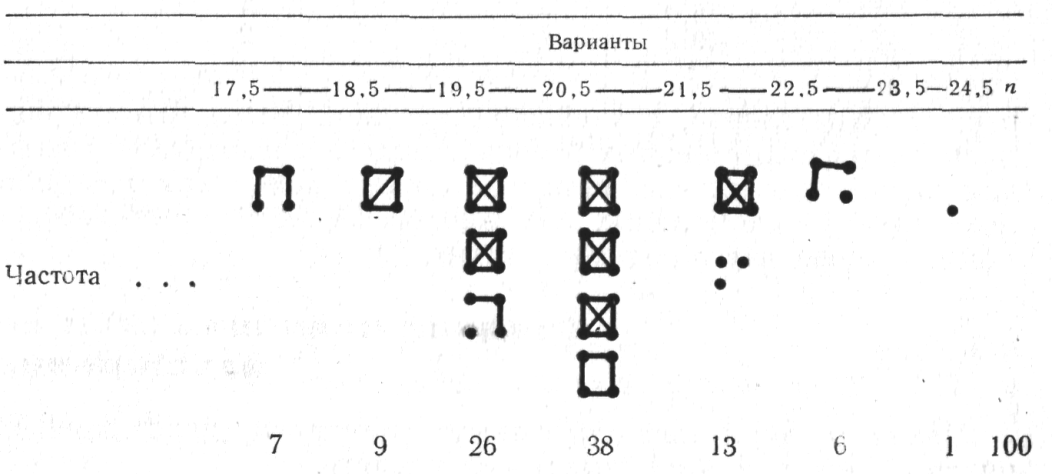 Варианты
17,5—18,5—19,5—20,5—21,5—22,5—23,5—24,5 n
Частота . . .
7 9 26 38 13 6 1 100